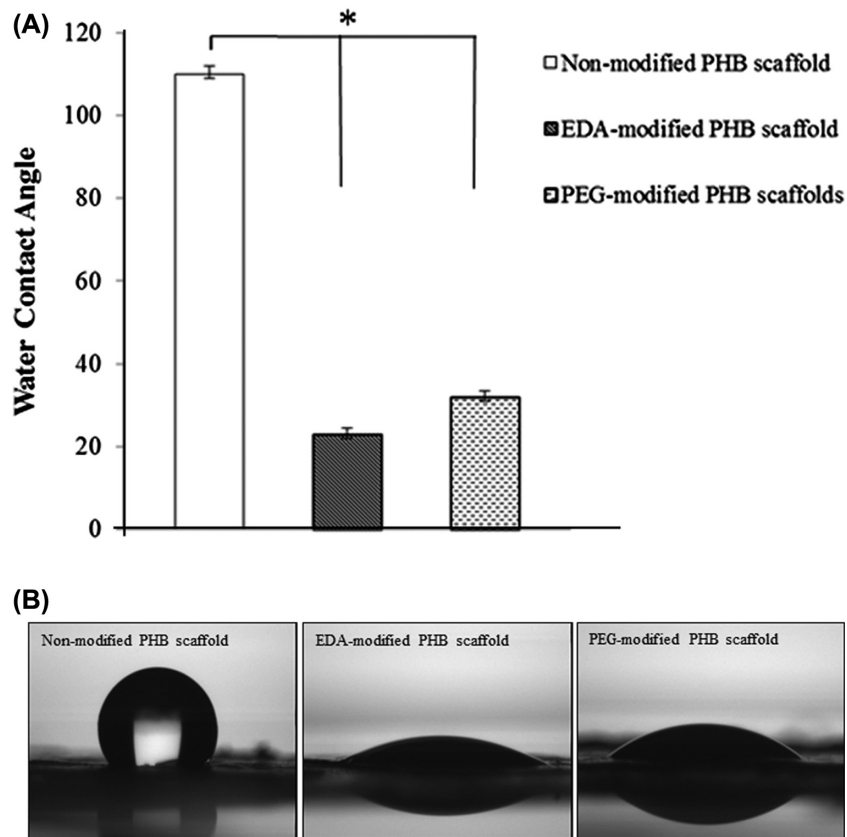 (A)
*
120
100
80
60
40
20
0
Water Contact Angle
Non-modified PHB scaffold
EDA-modified PHB scaffold
PEG-modified PHB scaffolds
(B)
Non-modified PHB scaffold
EDA-modified PHB scaffold
PEG-modified PHB scaffold